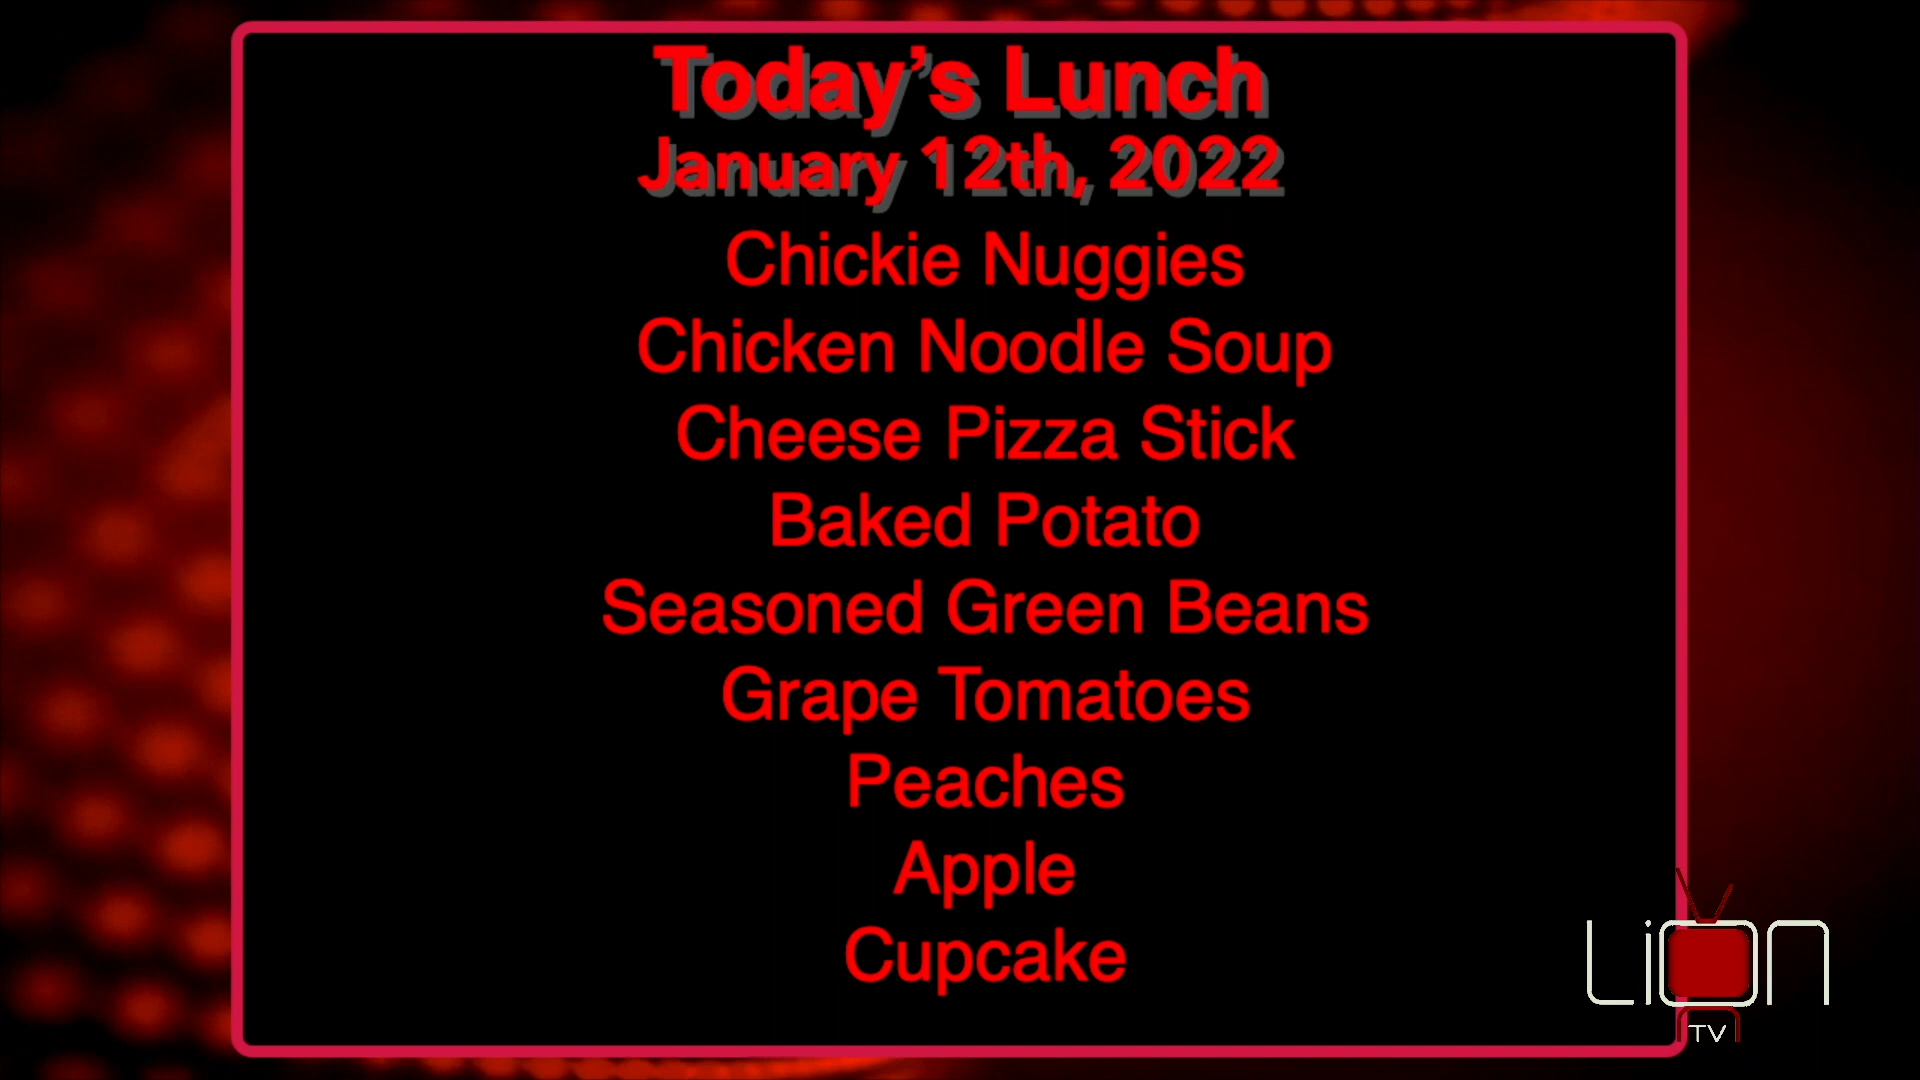 Today’s Lunch
January 12th, 2022
Chickie Nuggies
Chicken Noodle Soup
Cheese Pizza Stick
Baked Potato
Seasoned Green Beans
Grape Tomatoes
Peaches
Apple
Cupcake
LiOn
TV